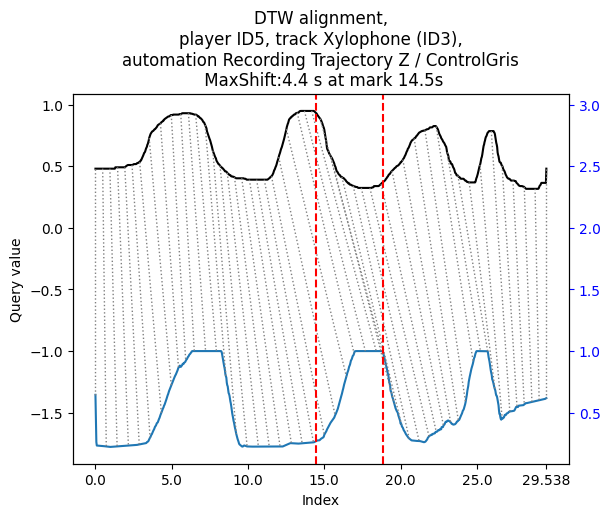 DTW alignment,
player ID5, track Xylophone (ID3),
automation Recording Trajectory Z / ControlGris
MaxShift:4.4 s at mark 14.5s
1.0
0.5
0.0
−0.5
−1.0
−1.5
Query value
3.0
2.5
2.0
1.5
1.0
0.5
0.0 5.0 10.0 15.0 20.0 25.0 29.538
Index